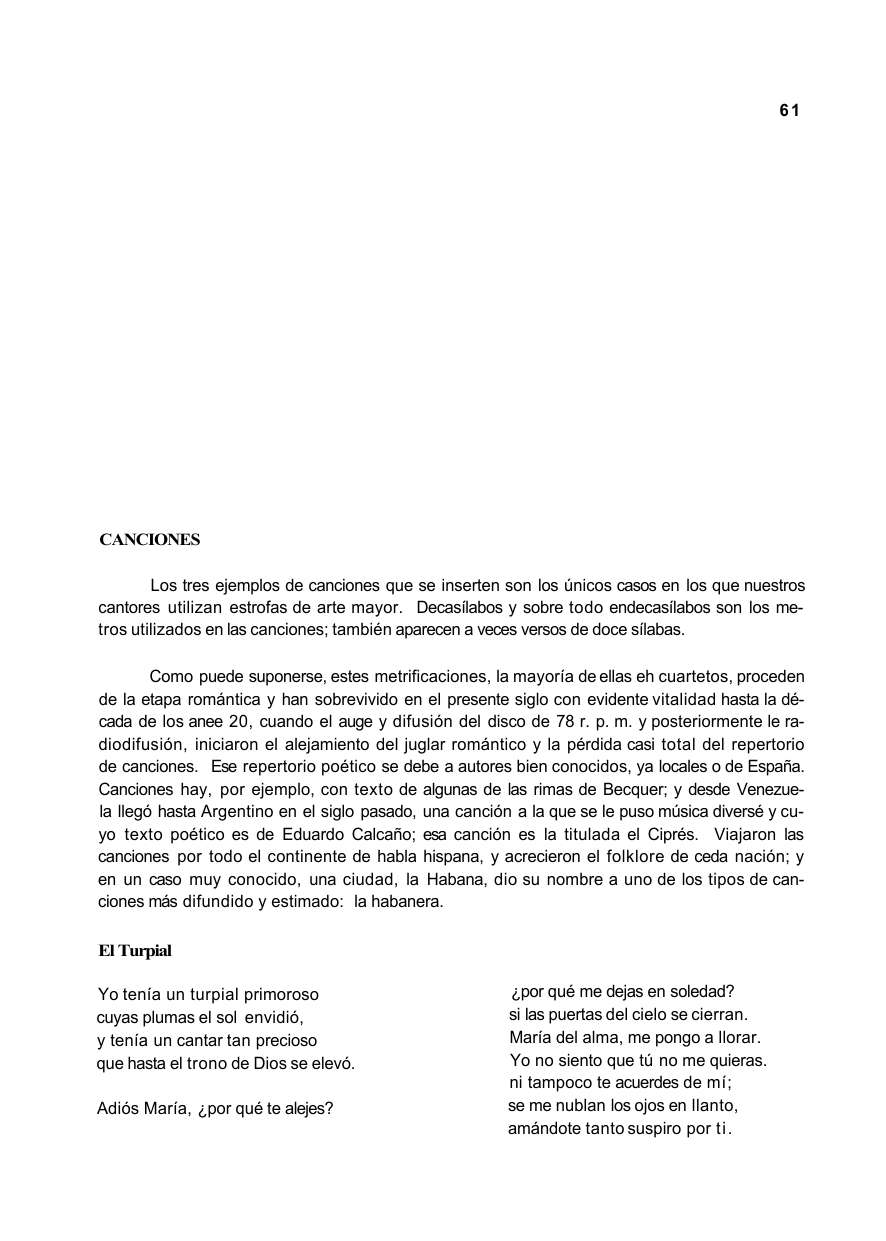 61
CANCIONES
Los tres ejemplos de canciones que se inserten son los únicos casos en los que nuestros
cantores utilizan estrofas de arte mayor. Decasílabos y sobre todo endecasílabos son los me-
tros utilizados en las canciones; también aparecen a veces versos de doce sílabas.
Como puede suponerse, estes metrificaciones, la mayoría de ellas eh cuartetos, proceden
de la etapa romántica y han sobrevivido en el presente siglo con evidente vitalidad hasta la dé-
cada de los anee 20, cuando el auge y difusión del disco de 78 r. p. m. y posteriormente le ra-
diodifusión, iniciaron el alejamiento del juglar romántico y la pérdida casi total del repertorio
de canciones. Ese repertorio poético se debe a autores bien conocidos, ya locales o de España.
Canciones hay, por ejemplo, con texto de algunas de las rimas de Becquer; y desde Venezue-
la llegó hasta Argentino en el siglo pasado, una canción a la que se le puso música diversé y cu-
yo texto poético es de Eduardo Calcaño; esa canción es la titulada el Ciprés. Viajaron las
canciones por todo el continente de habla hispana, y acrecieron el folklore de ceda nación; y
en un caso muy conocido, una ciudad, la Habana, dio su nombre a uno de los tipos de can-
ciones más difundido y estimado: la habanera.
El Turpial
Yo tenía un turpial primoroso
cuyas plumas el sol envidió,
y tenía un cantar tan precioso
que hasta el trono de Dios se elevó.
Adiós María, ¿por qué te alejes?
¿por qué me dejas en soledad?
si las puertas del cielo se cierran.
María del alma, me pongo a llorar.
Yo no siento que tú no me quieras.
ni tampoco te acuerdes de mí;
se me nublan los ojos en llanto,
amándote tanto suspiro por ti.